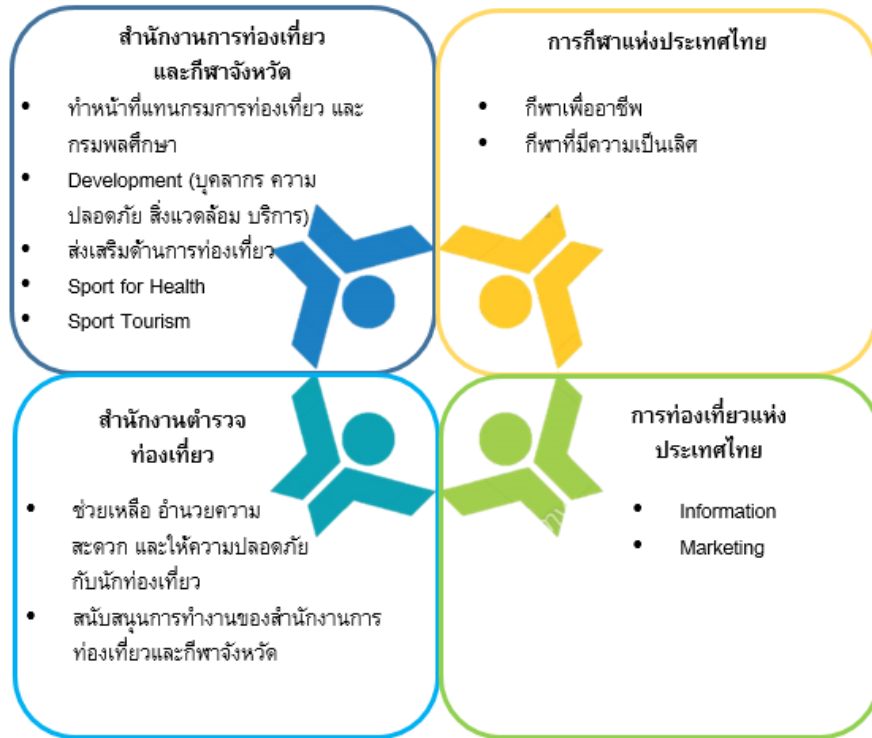 สำนักงานการท่องเที่ยว
และกีฬาจังหวัด
• ทำหน้าที่แทนกรมการท่องเที่ยว และ
กรมพลศึกษา
• Development (บุคลากร ความ
ปลอดภัย สิ่งแวดล้อม บริการ)
• ส่งเสริมด้านการท่องเที่ยว
• Sport for Health
• Sport Tourism
การกีฬาแห่งประเทศไทย
• กีฬาเพื่ออาชีพ
• กีฬาที่มีความเป็นเลิศ
สำนักงานตำรวจ
ท่องเที่ยว
• ช่วยเหลือ อำนวยความ
สะดวก และให้ความปลอดภัย
กับนักท่องเที่ยว
• สนับสนุนการทำงานของสำนักงานการ
ท่องเที่ยวและกีฬาจังหวัด
การท่องเที่ยวแห่ง
ประเทศไทย
• Information
• Marketing